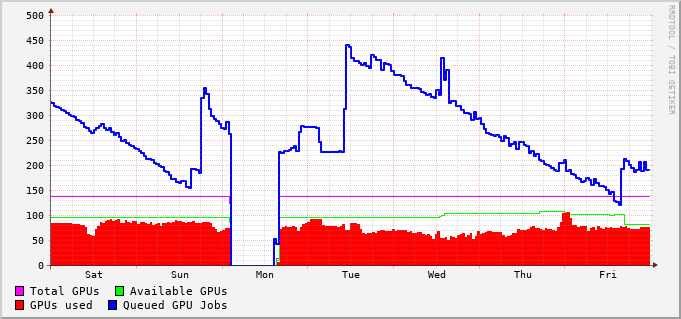 500
450
400
350
300
250
200
150
100
50
0
Sat Sun Mon Tue Wed Thu Fri
Total GPUs Available GPUs
GPUs used Queued GPU Jobs
RRDTOOL / TOBI OETIKER